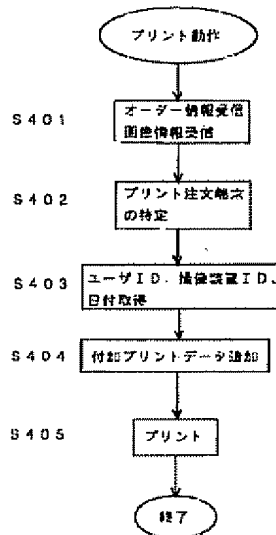 プリント動作
S401
オーダー情報受信
画像情報受信
S402
プリント注文端末
の特定
S403
ユーザID、撮像装置ID、
日付取得
S404
付加プリントデータ追加
S405
プリント
終了